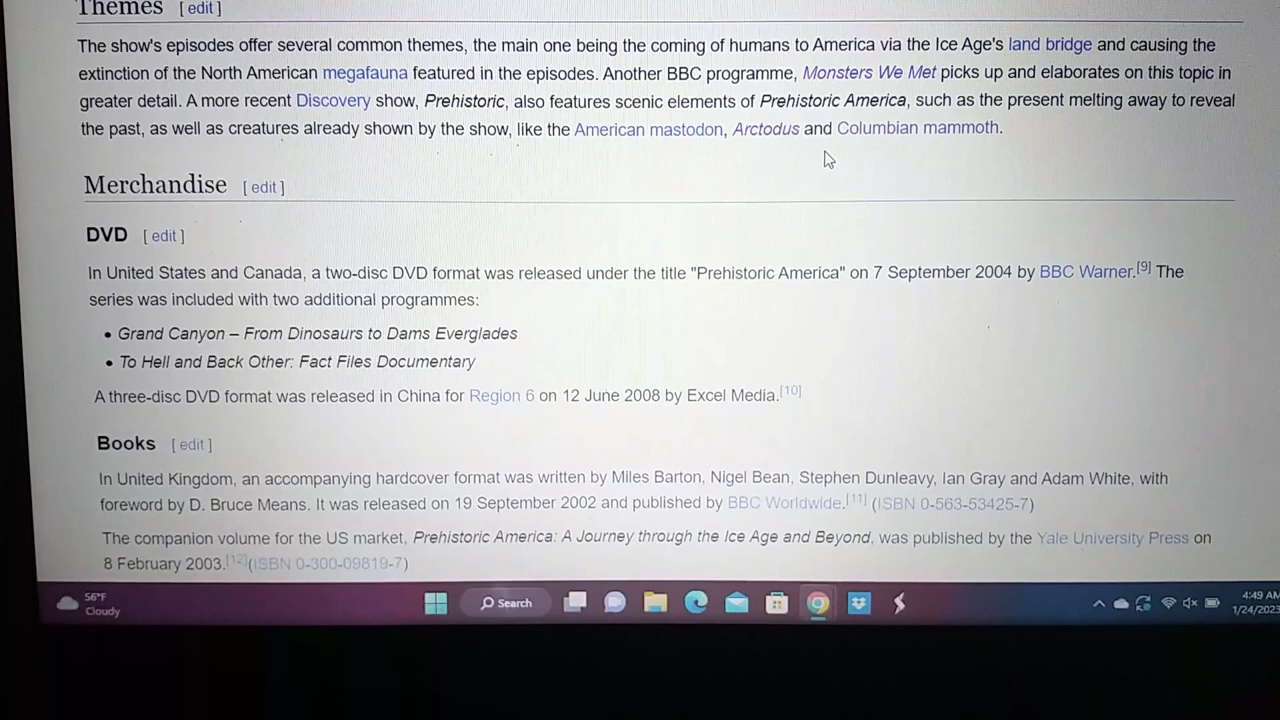 Themes [ edit ]
The show's episodes offer several common themes, the main one being the coming of humans to America via the Ice Age's land bridge and causing the
extinction of the North American megafauna featured in the episodes. Another BBC programme, Monsters We Met picks up and elaborates on this topic in
greater detail. A more recent Discovery show, Prehistoric, also features scenic elements of Prehistoric America, such as the present melting away to reveal
the past, as well as creatures already shown by the show, like the American mastodon, Arctodus and Columbian mammoth.
Merchandise [ edit ]
DVD [ edit ]
In United States and Canada, a two-disc DVD format was released under the title "Prehistoric America" on 7 September 2004 by BBC Warner.[9] The
series was included with two additional programmes:
• Grand Canyon – From Dinosaurs to Dams Everglades
• To Hell and Back Other: Fact Files Documentary
A three-disc DVD format was released in China for Region 6 on 12 June 2008 by Excel Media.[10]
Books [ edit ]
In United Kingdom, an accompanying hardcover format was written by Miles Barton, Nigel Bean, Stephen Dunleavy, Ian Gray and Adam White, with
foreword by D. Bruce Means. It was released on 19 September 2002 and published by BBC Worldwide.[11] (ISBN 0-563-53425-7)
The companion volume for the US market, Prehistoric America: A Journey through the Ice Age and Beyond, was published by the Yale University Press on
8 February 2003.[12](ISBN 0-300-09819-7)
56°F
Cloudy
Search
4:49 AM
1/24/2023